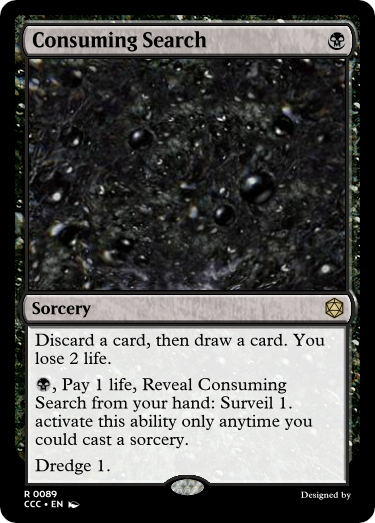 Consuming Search
Sorcery
Discard a card, then draw a card. You
lose 2 life.
, Pay 1 life, Reveal Consuming
Search from your hand: Surveil 1.
activate this ability only anytime you
could cast a sorcery.
Dredge 1.
R 0089
CCC • EN
Designed by